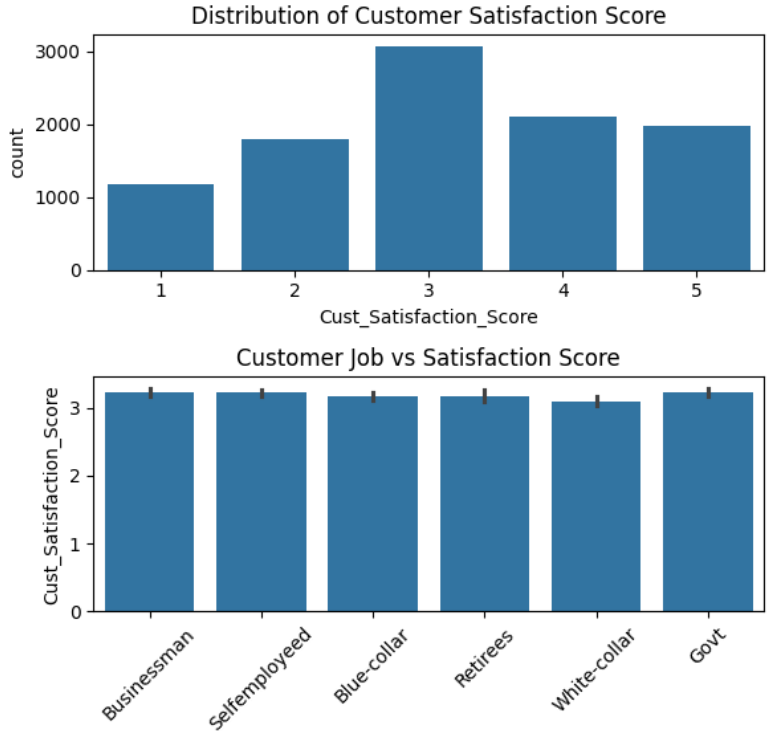 Distribution of Customer Satisfaction Score
3000
2000
1000
0
count
1 2 3 4 5
Cust_Satisfaction_Score
Customer Job vs Satisfaction Score
3
2
1
0
Cust_Satisfaction_Score
Businessman
Selfemployeed
Blue-collar
Retirees
White-collar
Govt